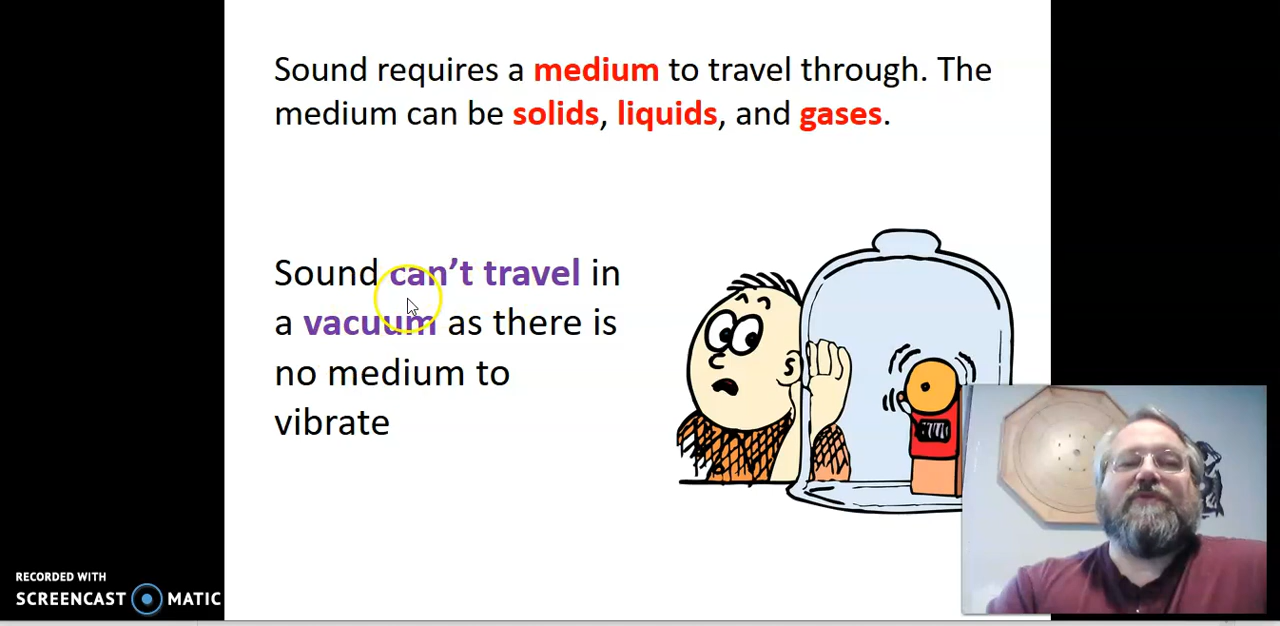 Sound requires a medium to travel through. The
medium can be solids, liquids, and gases.
Sound can’t travel in
a vacuum as there is
no medium to
vibrate
RECORDED WITH
SCREENCAST MATIC